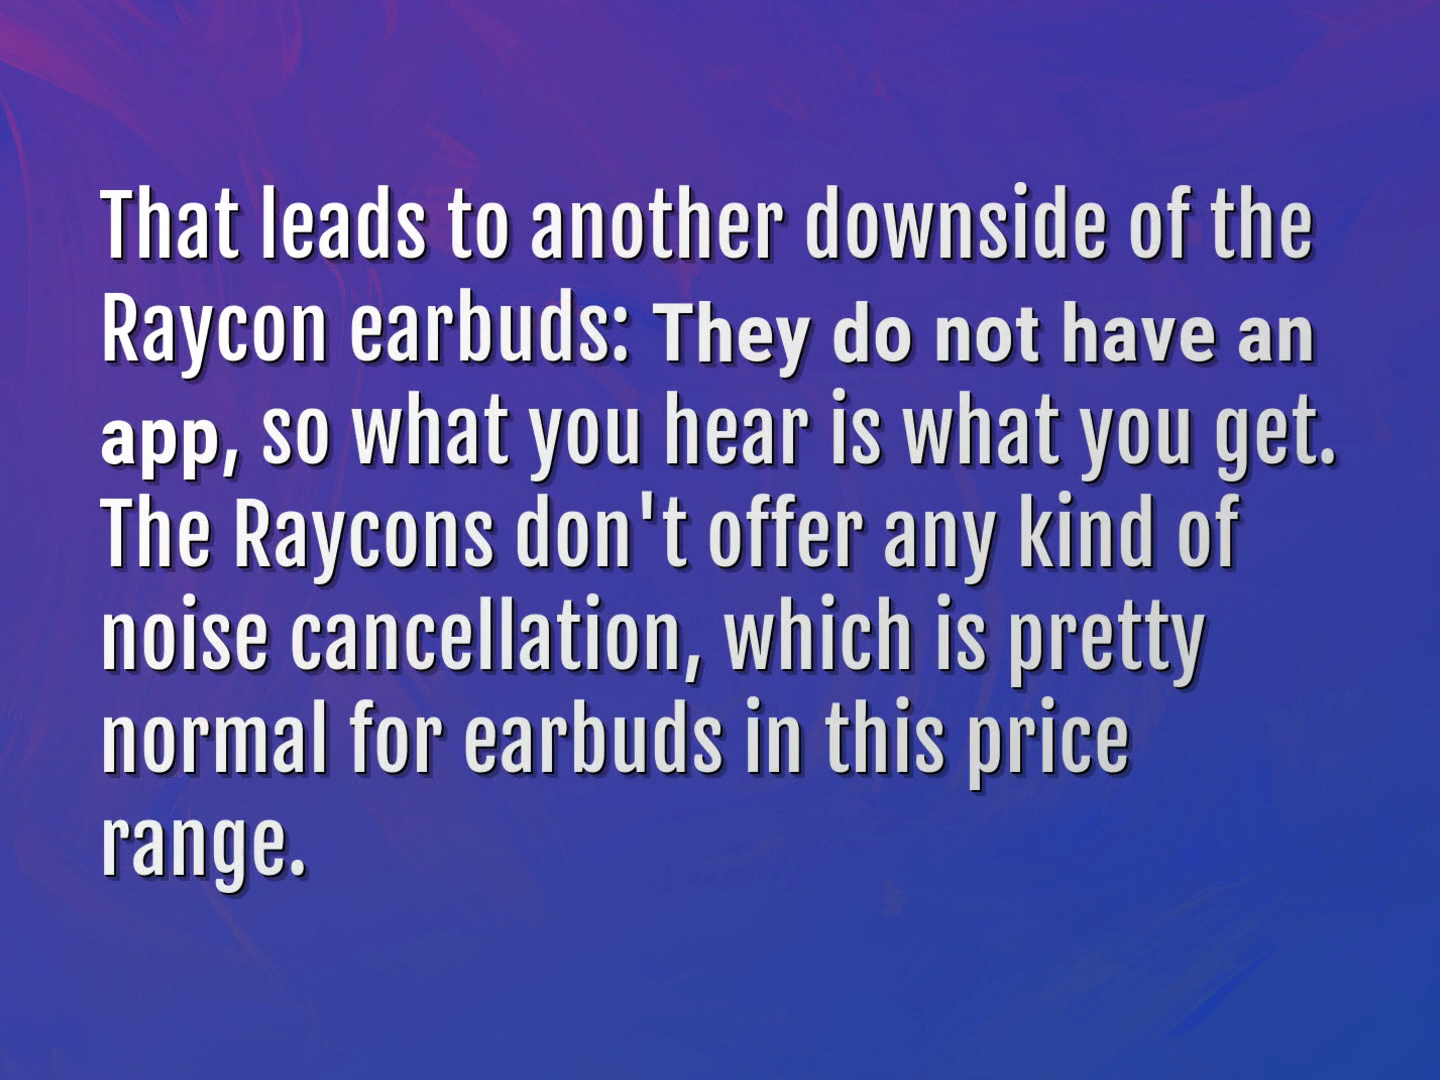 That leads to another downside of the
Raycon earbuds: They do not have an
app, so what you hear is what you get.
The Raycons don't offer any kind of
noise cancellation, which is pretty
normal for earbuds in this price
range.